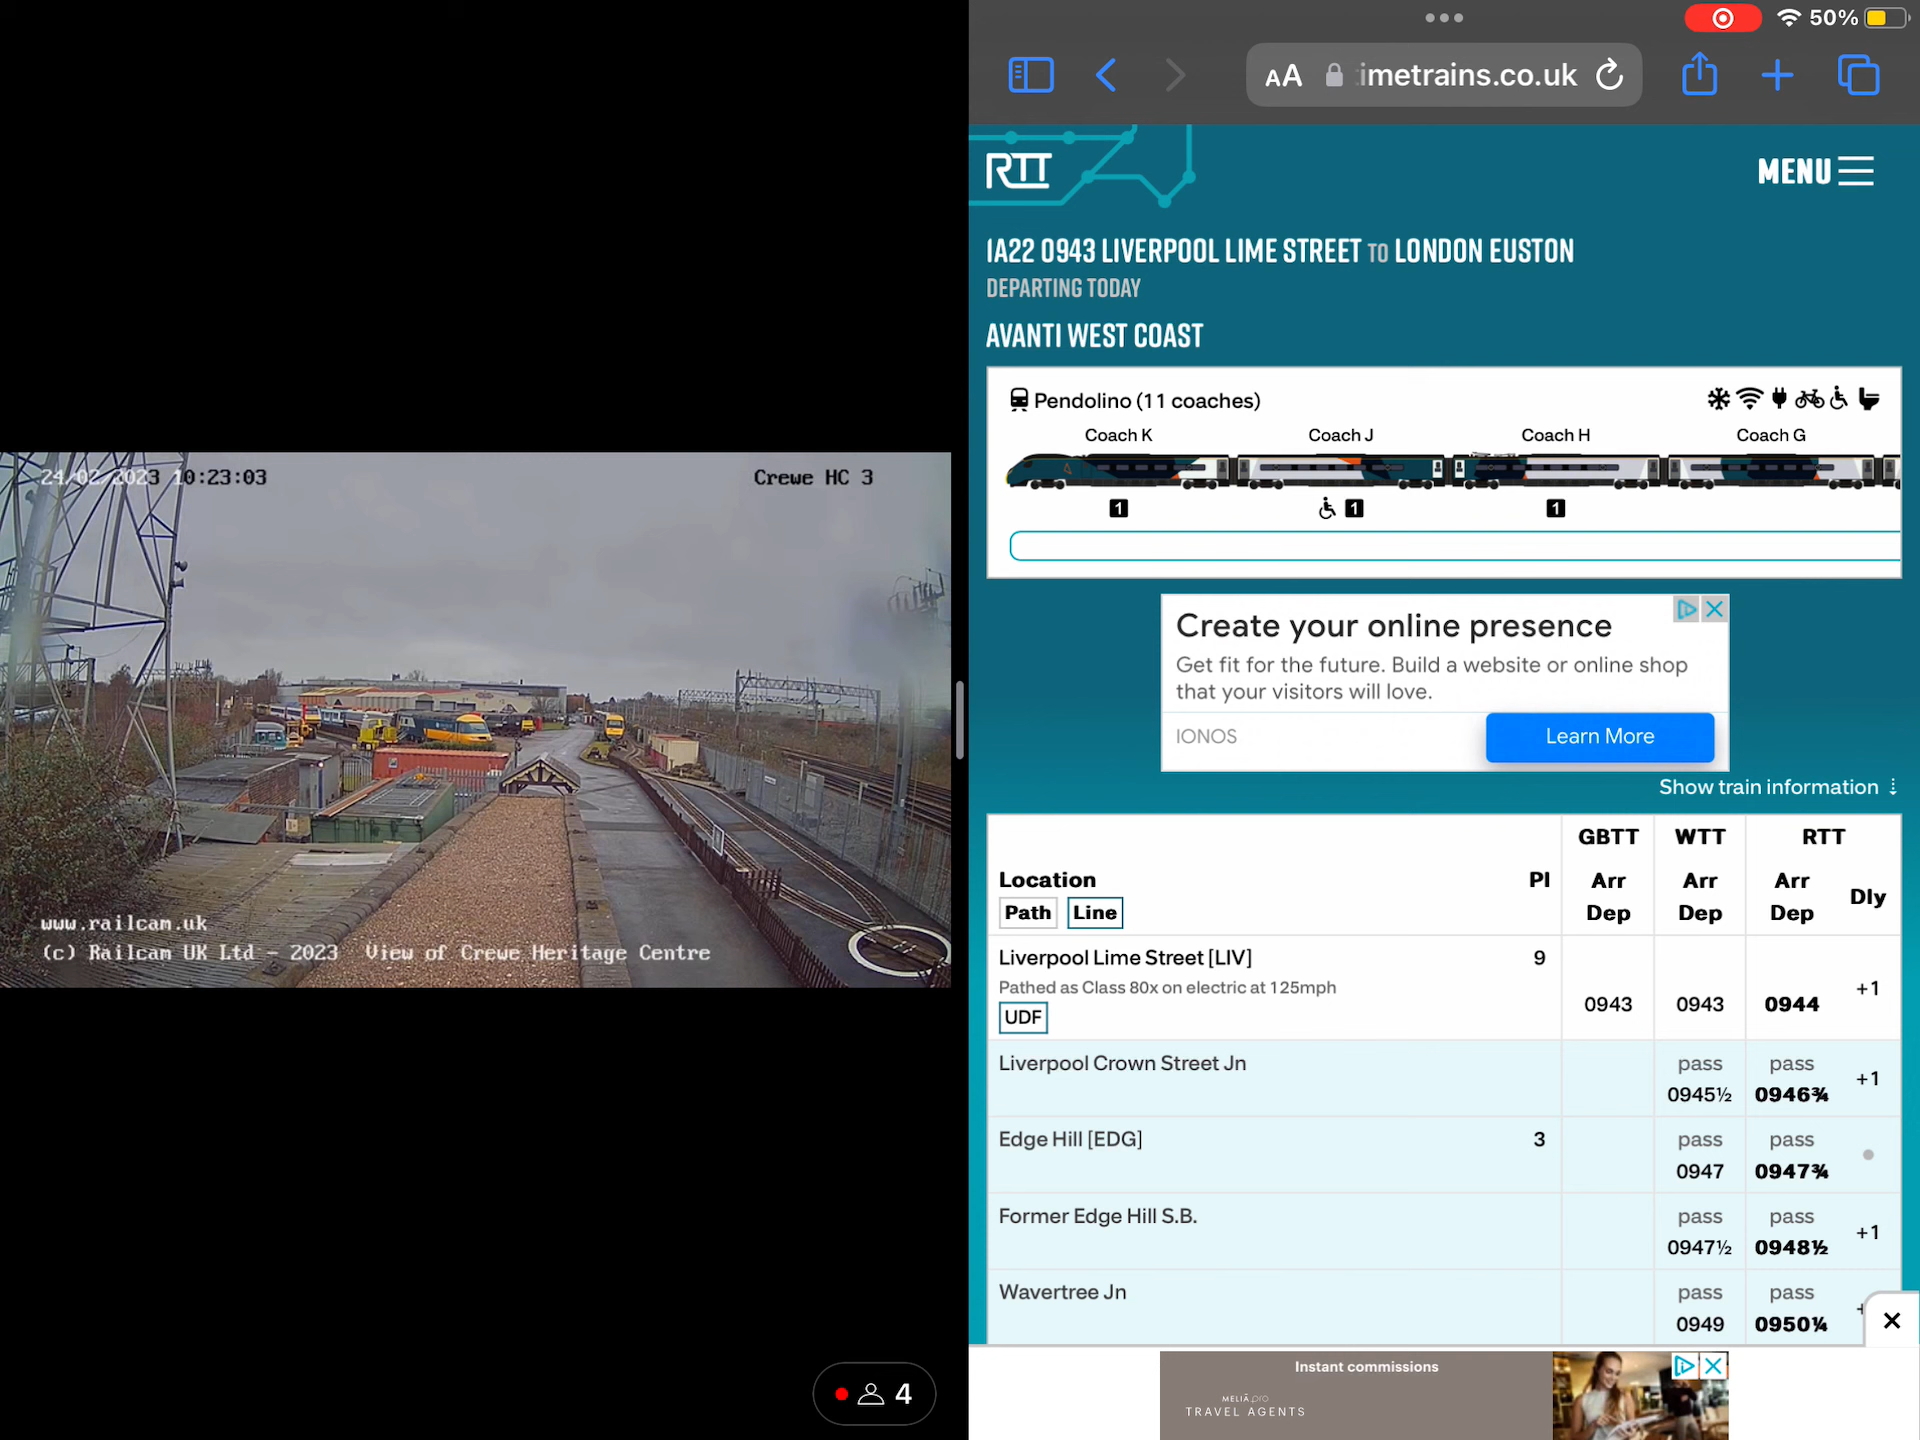 24/02/2023 10:23:03
Crewe HC 3
www.railcam.uk
(c) Railcam UK Ltd - 2023 View of Crewe Heritage Centre
4
50%
AA imetrains.co.uk
RTT
MENU
1A22 0943 LIVERPOOL LIME STREET TO LONDON EUSTON
DEPARTING TODAY
AVANTI WEST COAST
Pendolino (11 coaches)
Coach K Coach J Coach H Coach G
1 1 1
Create your online presence
Get fit for the future. Build a website or online shop
that your visitors will love.
IONOS
Learn More
Show train information
GBTT WTT RTT
Location Pl Arr Arr Arr Dly
Path Line Dep Dep Dep
Liverpool Lime Street [LIV] 9
Pathed as Class 80x on electric at 125mph
UDF 0943 0943 0944 +1
Liverpool Crown Street Jn pass pass
0945½ 0946¾ +1
Edge Hill [EDG] 3 pass pass
0947 0947¾
Former Edge Hill S.B. pass pass
0947½ 0948½ +1
Wavertree Jn pass pass
0949 0950¼
Instant commissions
MELIÃ pro
TRAVEL AGENTS